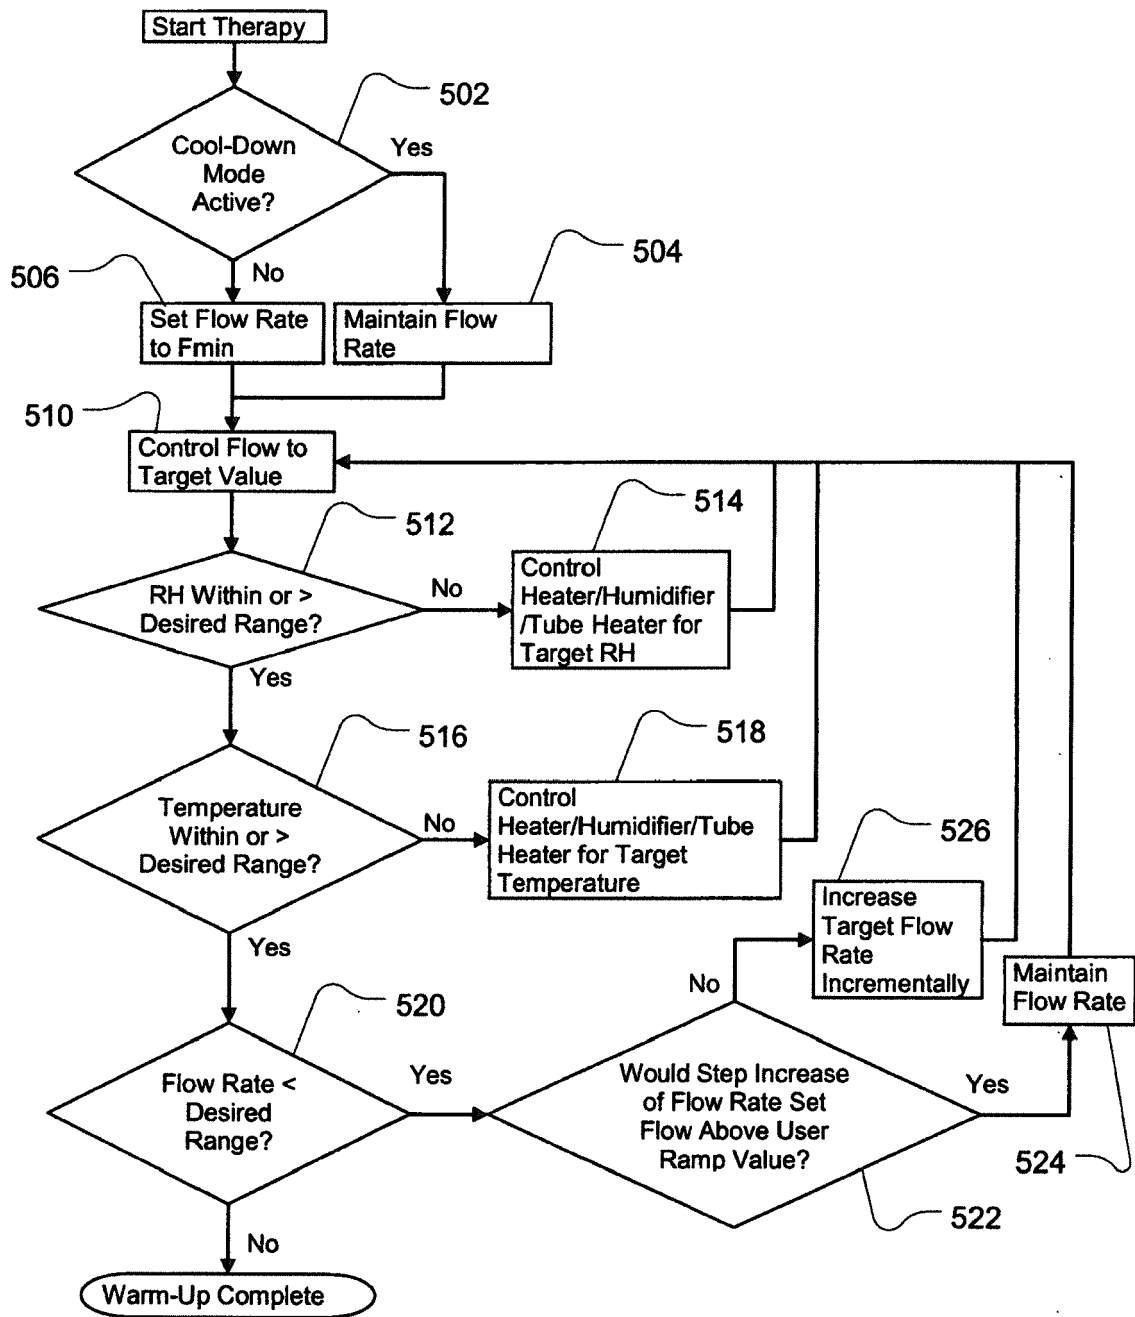 Start Therapy
502
Cool-Down
Mode
Active?
Yes
504
506
No
Set Flow Rate
to Fmin
Maintain Flow
Rate
510
Control Flow to
Target Value
512
514
RH Within or >
Desired Range?
No
Control
Heater/Humidifier
/Tube Heater for
Target RH
Yes
516
518
Temperature
Within or >
Desired Range?
No
Control
Heater/Humidifier/Tube
Heater for Target
Temperature
526
Increase
Target Flow
Rate
Incrementally
Yes
No
Maintain
Flow Rate
520
Flow Rate <
Desired
Range?
Yes
Would Step Increase
of Flow Rate Set
Flow Above User
Ramp Value?
Yes
524
522
No
Warm-Up Complete